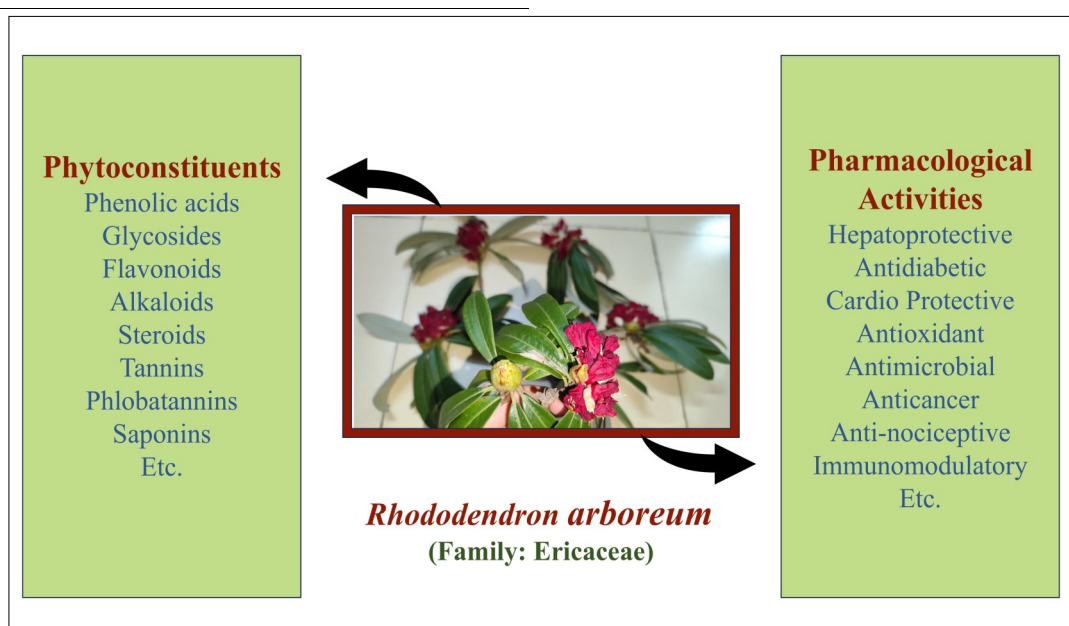 Phytoconstituents
Phenolic acids
Glycosides
Flavonoids
Alkaloids
Steroids
Tannins
Phlobatannins
Saponins
Etc.
Rhododendron arboreum
(Family: Ericaceae)
Pharmacological
Activities
Hepatoprotective
Antidiabetic
Cardio Protective
Antioxidant
Antimicrobial
Anticancer
Anti-nociceptive
Immunomodulatory
Etc.